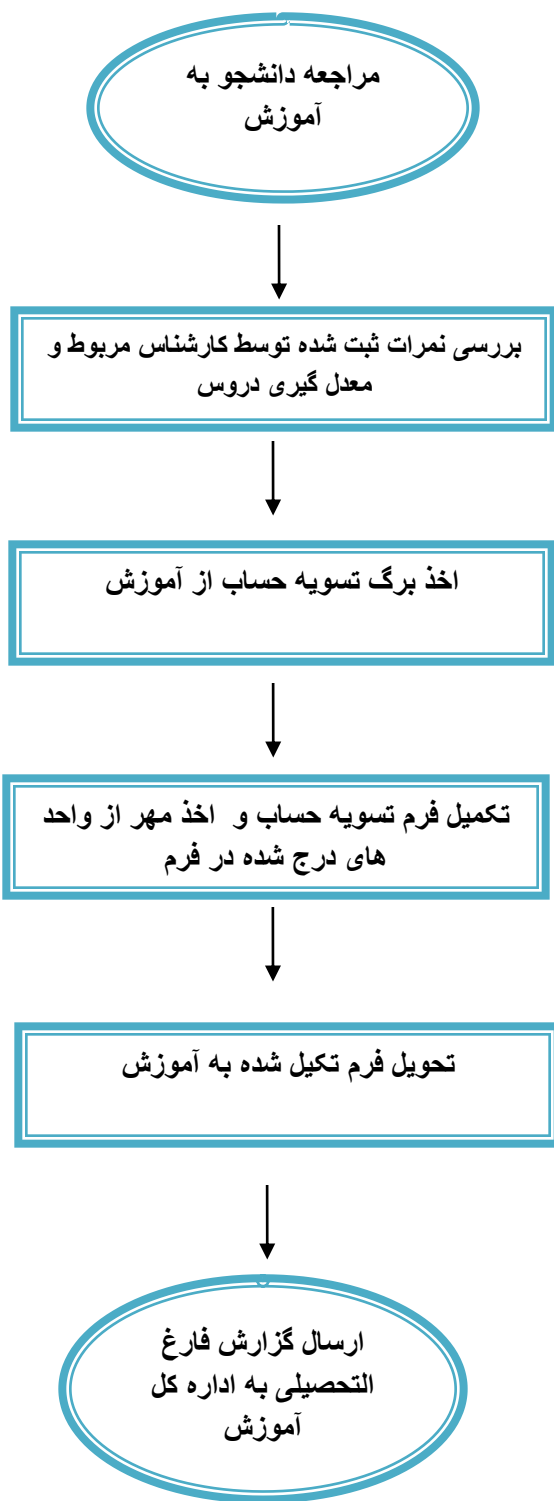 مراجعه دانشجو به
آموزش
بررسی نمرات ثبت شده توسط کارشناس مربوط و
معدل گیری دروس
اخذ برگ تسویه حساب از آموزش
تکمیل فرم تسویه حساب و اخذ مهر از واحد
های درج شده در فرم
تحویل فرم تکیل شده به آموزش
ارسال گزارش فارغ
التحصیلی به اداره کل
آموزش